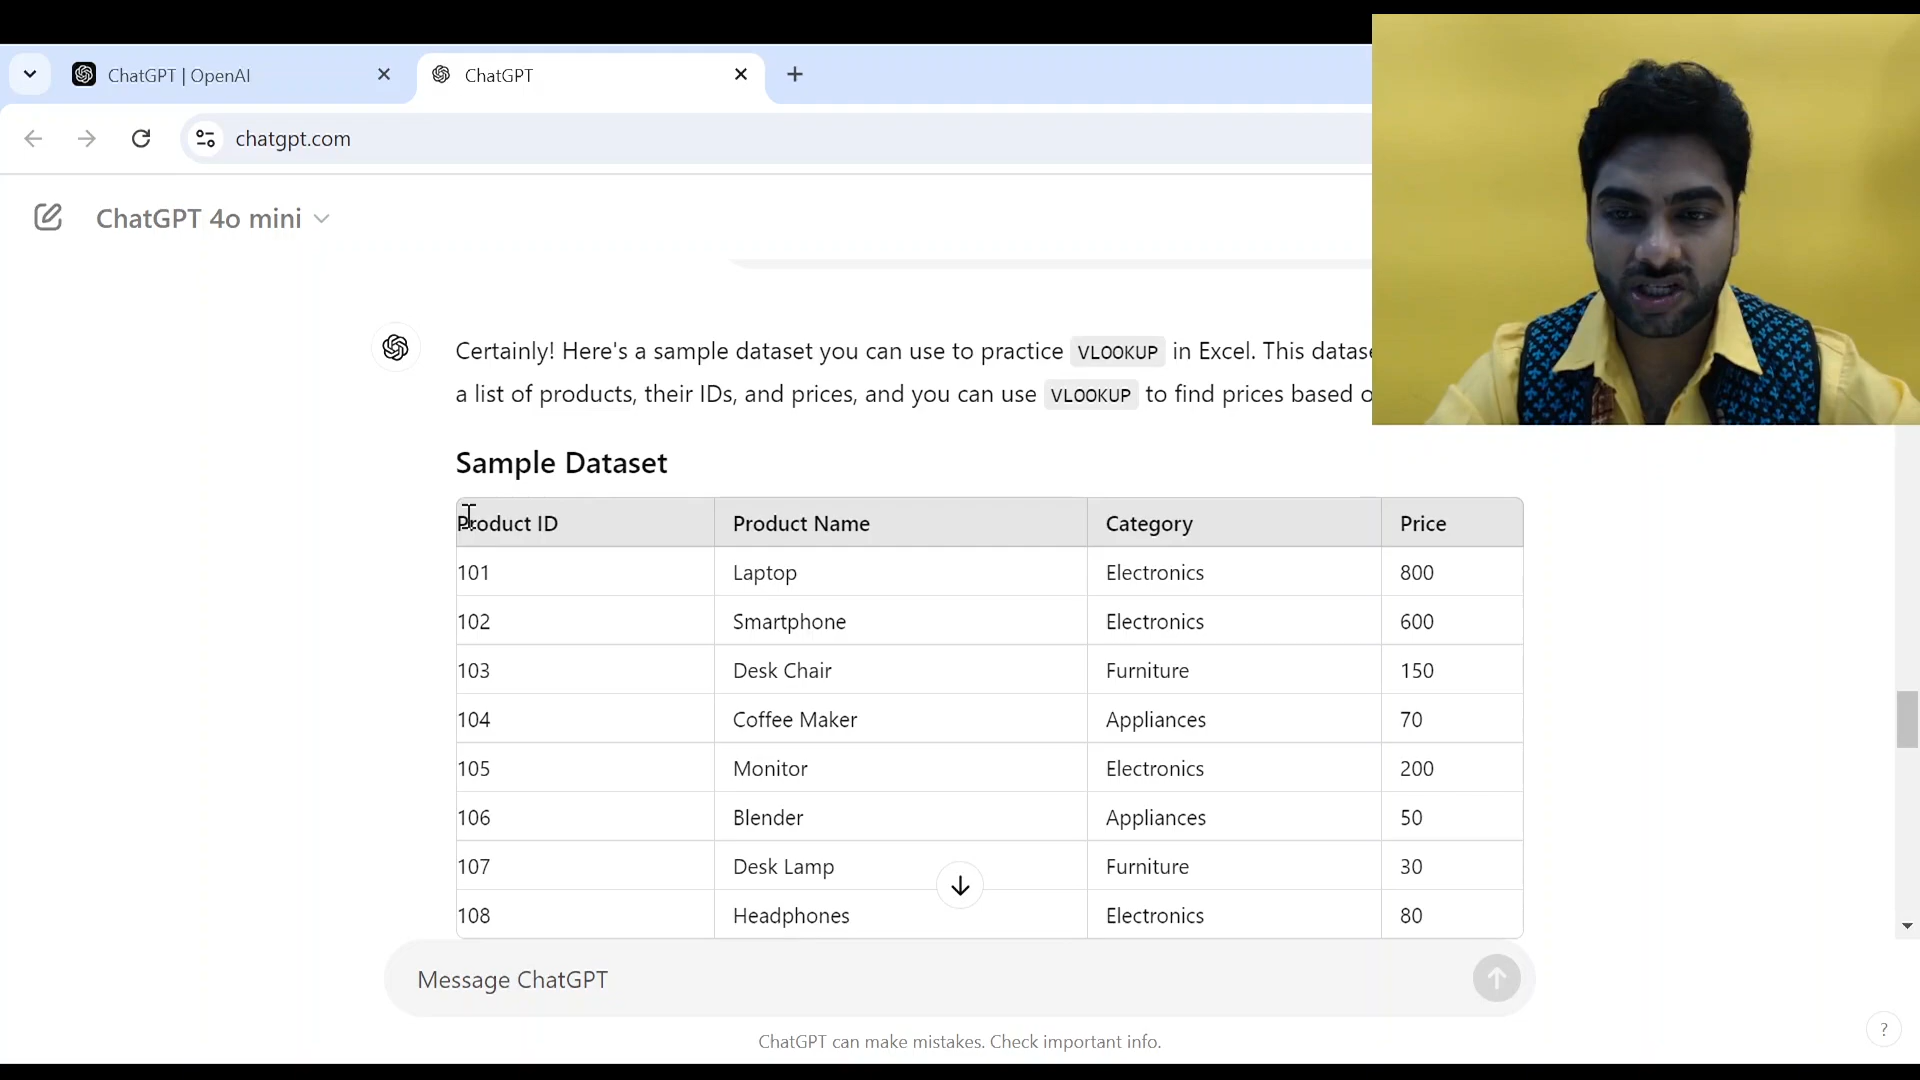 ChatGPT | OpenAI
ChatGPT
chatgpt.com
ChatGPT 4o mini
Certainly! Here's a sample dataset you can use to practice VLOOKUP in Excel. This datase
a list of products, their IDs, and prices, and you can use VLOOKUP to find prices based o
Sample Dataset
Product ID Product Name Category Price
101 Laptop Electronics 800
102 Smartphone Electronics 600
103 Desk Chair Furniture 150
104 Coffee Maker Appliances 70
105 Monitor Electronics 200
106 Blender Appliances 50
107 Desk Lamp Furniture 30
108 Headphones Electronics 80
Message ChatGPT
ChatGPT can make mistakes. Check important info.
?